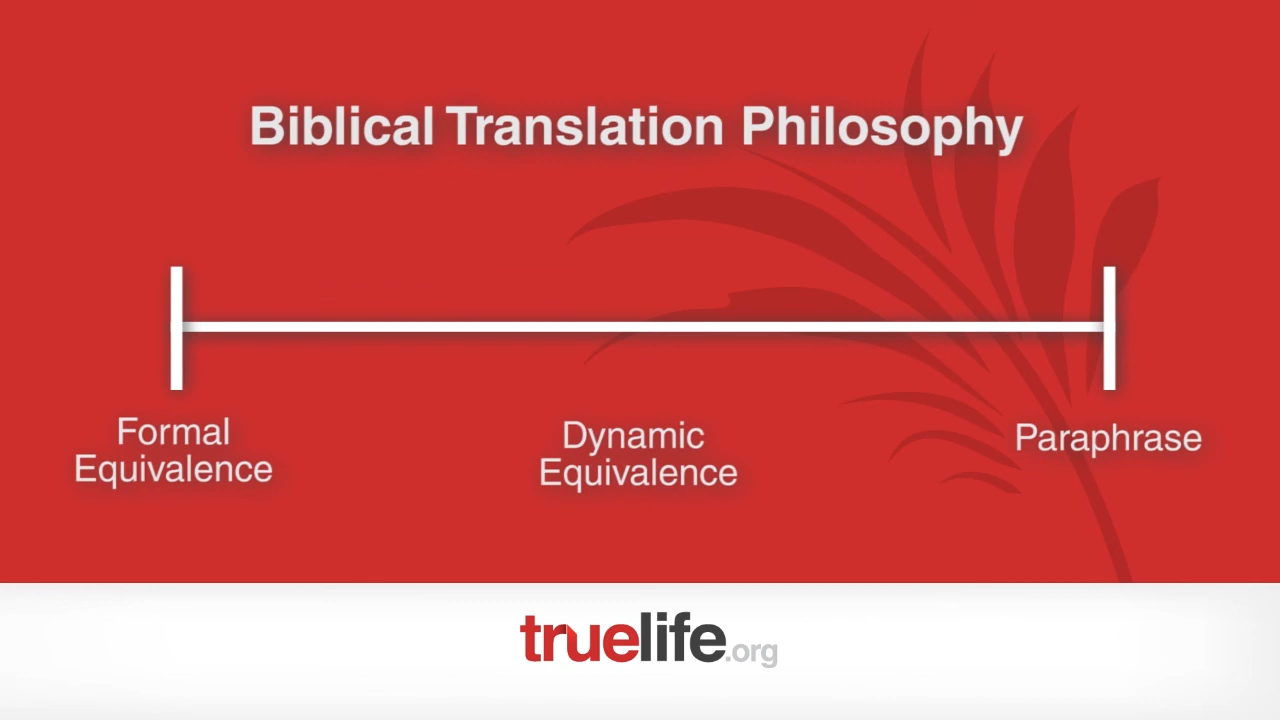 Biblical Translation Philosophy
Formal
Equivalence
Dynamic
Equivalence
Paraphrase
truelife.org